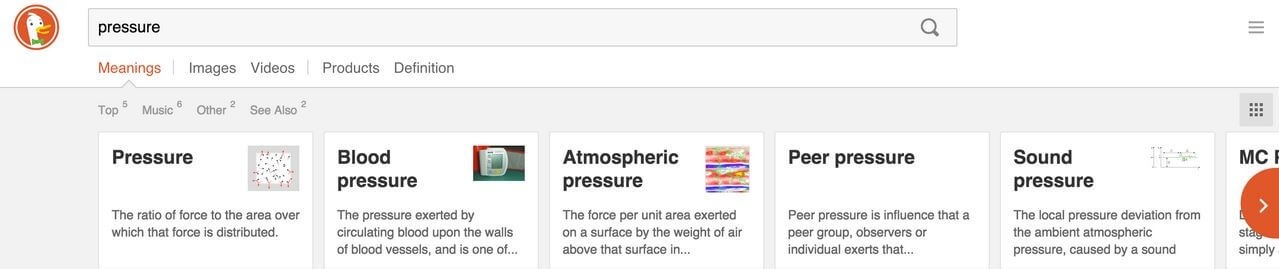 pressure
Meanings Images Videos Products Definition
Top 5 Music 6 Other 2 See Also 2
Pressure
The ratio of force to the area over
which that force is distributed.
Blood
pressure
The pressure exerted by
circulating blood upon the walls
of blood vessels, and is one of...
Atmospheric
pressure
The force per unit area exerted
on a surface by the weight of air
above that surface in...
Peer pressure
Peer pressure is influence that a
peer group, observers or
individual exerts that...
Sound
pressure
The local pressure deviation from
the ambient atmospheric
pressure, caused by a sound
MC
simply